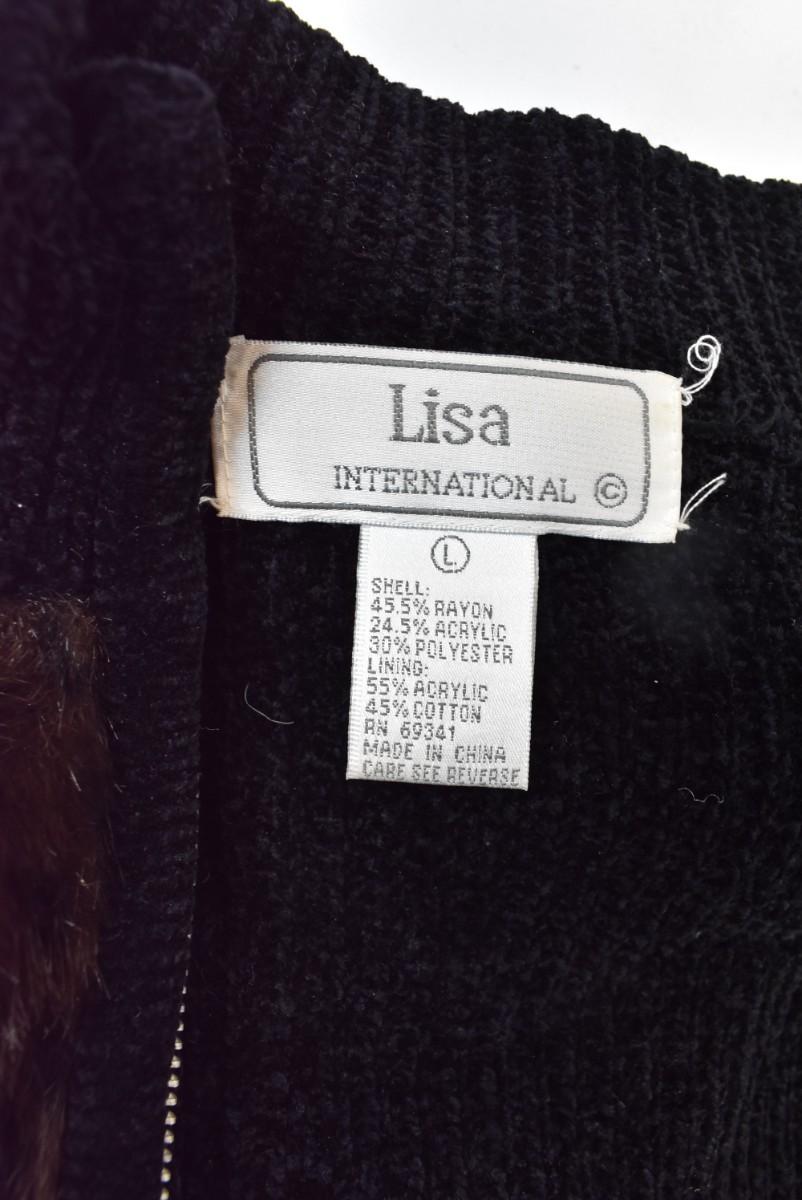 Lisa
INTERNATIONAL ©
L
SHELL:
45.5% RAYON
24.5% ACRYLIC
30% POLYESTER
LINING:
55% ACRYLIC
45% COTTON
RN 69341
MADE IN CHINA
CARE SEE REVERSE